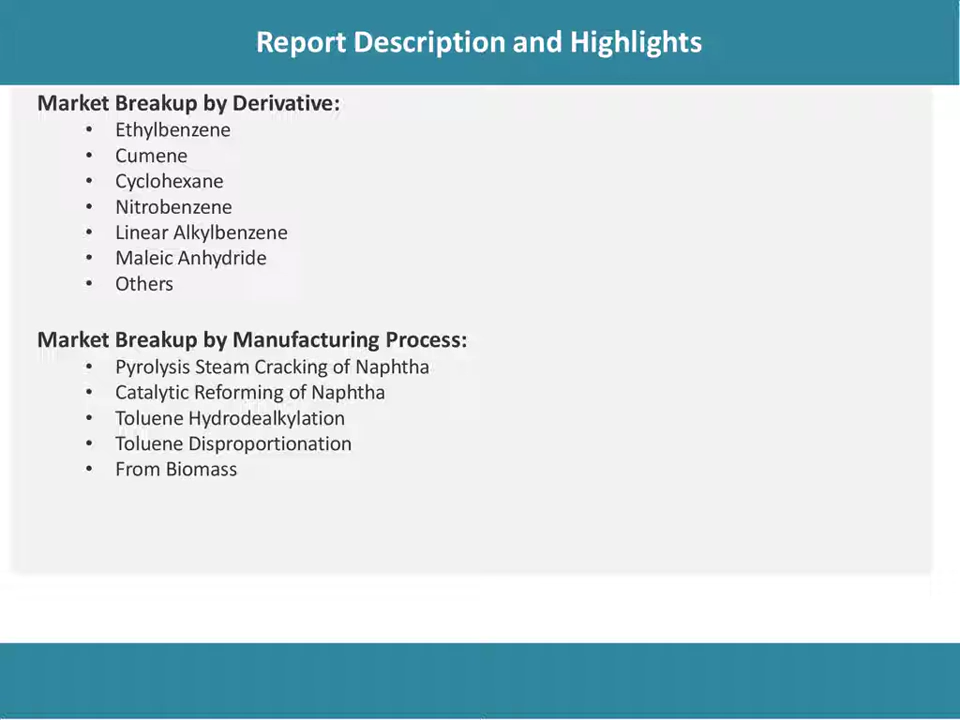 Report Description and Highlights
Market Breakup by Derivative:
• Ethylbenzene
• Cumene
• Cyclohexane
• Nitrobenzene
• Linear Alkylbenzene
• Maleic Anhydride
• Others
Market Breakup by Manufacturing Process:
• Pyrolysis Steam Cracking of Naphtha
• Catalytic Reforming of Naphtha
• Toluene Hydrodealkylation
• Toluene Disproportionation
• From Biomass